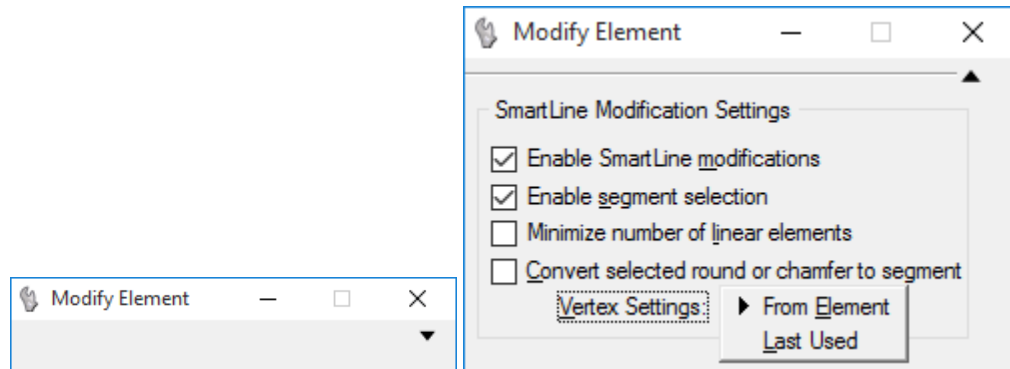 Modify Element
Modify Element
SmartLine Modification Settings
Enable SmartLine modifications
Enable segment selection
Minimize number of linear elements
Convert selected round or chamfer to segment
Vertex Settings: From Element
Last Used